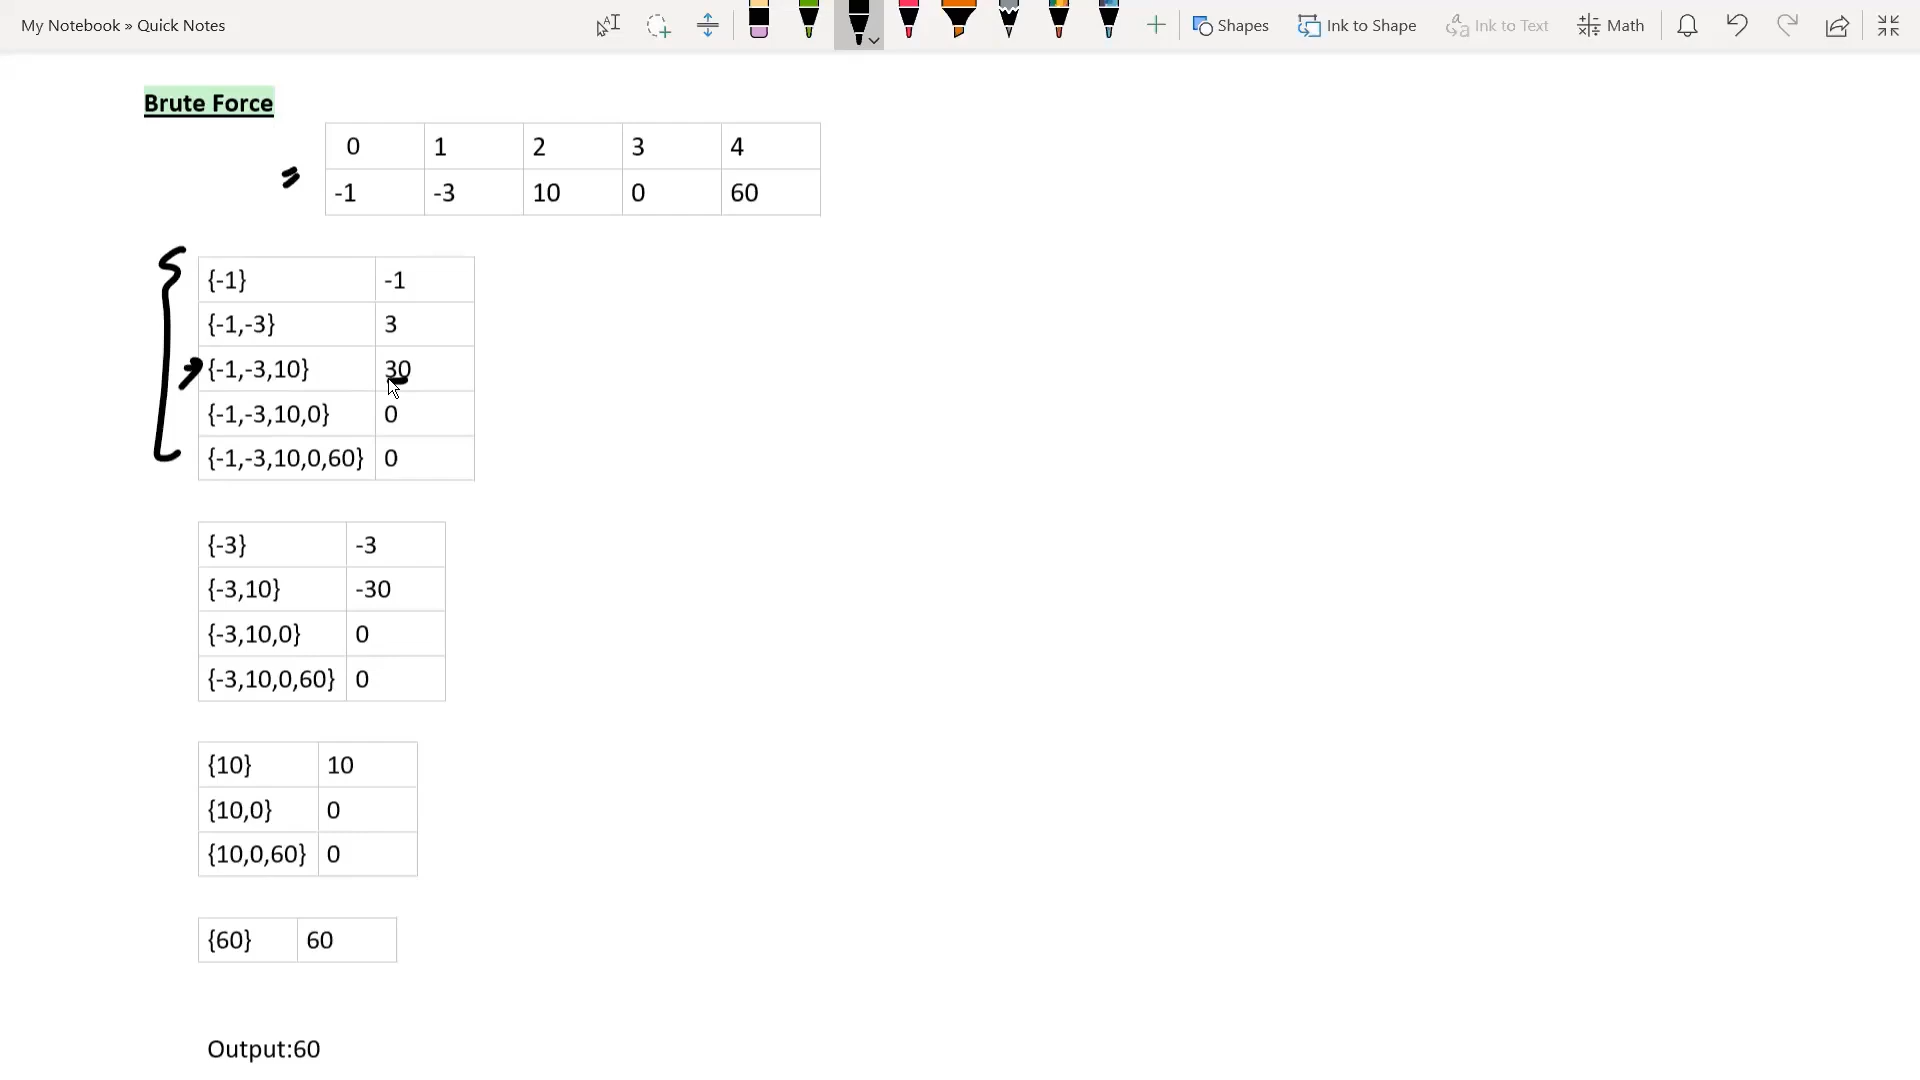 My Notebook » Quick Notes
Shapes
Ink to Shape
Ink to Text
Math
Brute Force
0 1 2 3 4
-1 -3 10 0 60
{-1} -1
{-1,-3} 3
{-1,-3,10} 30
{-1,-3,10,0} 0
{-1,-3,10,0,60} 0
{-3} -3
{-3,10} -30
{-3,10,0} 0
{-3,10,0,60} 0
{10} 10
{10,0} 0
{10,0,60} 0
{60} 60
Output:60